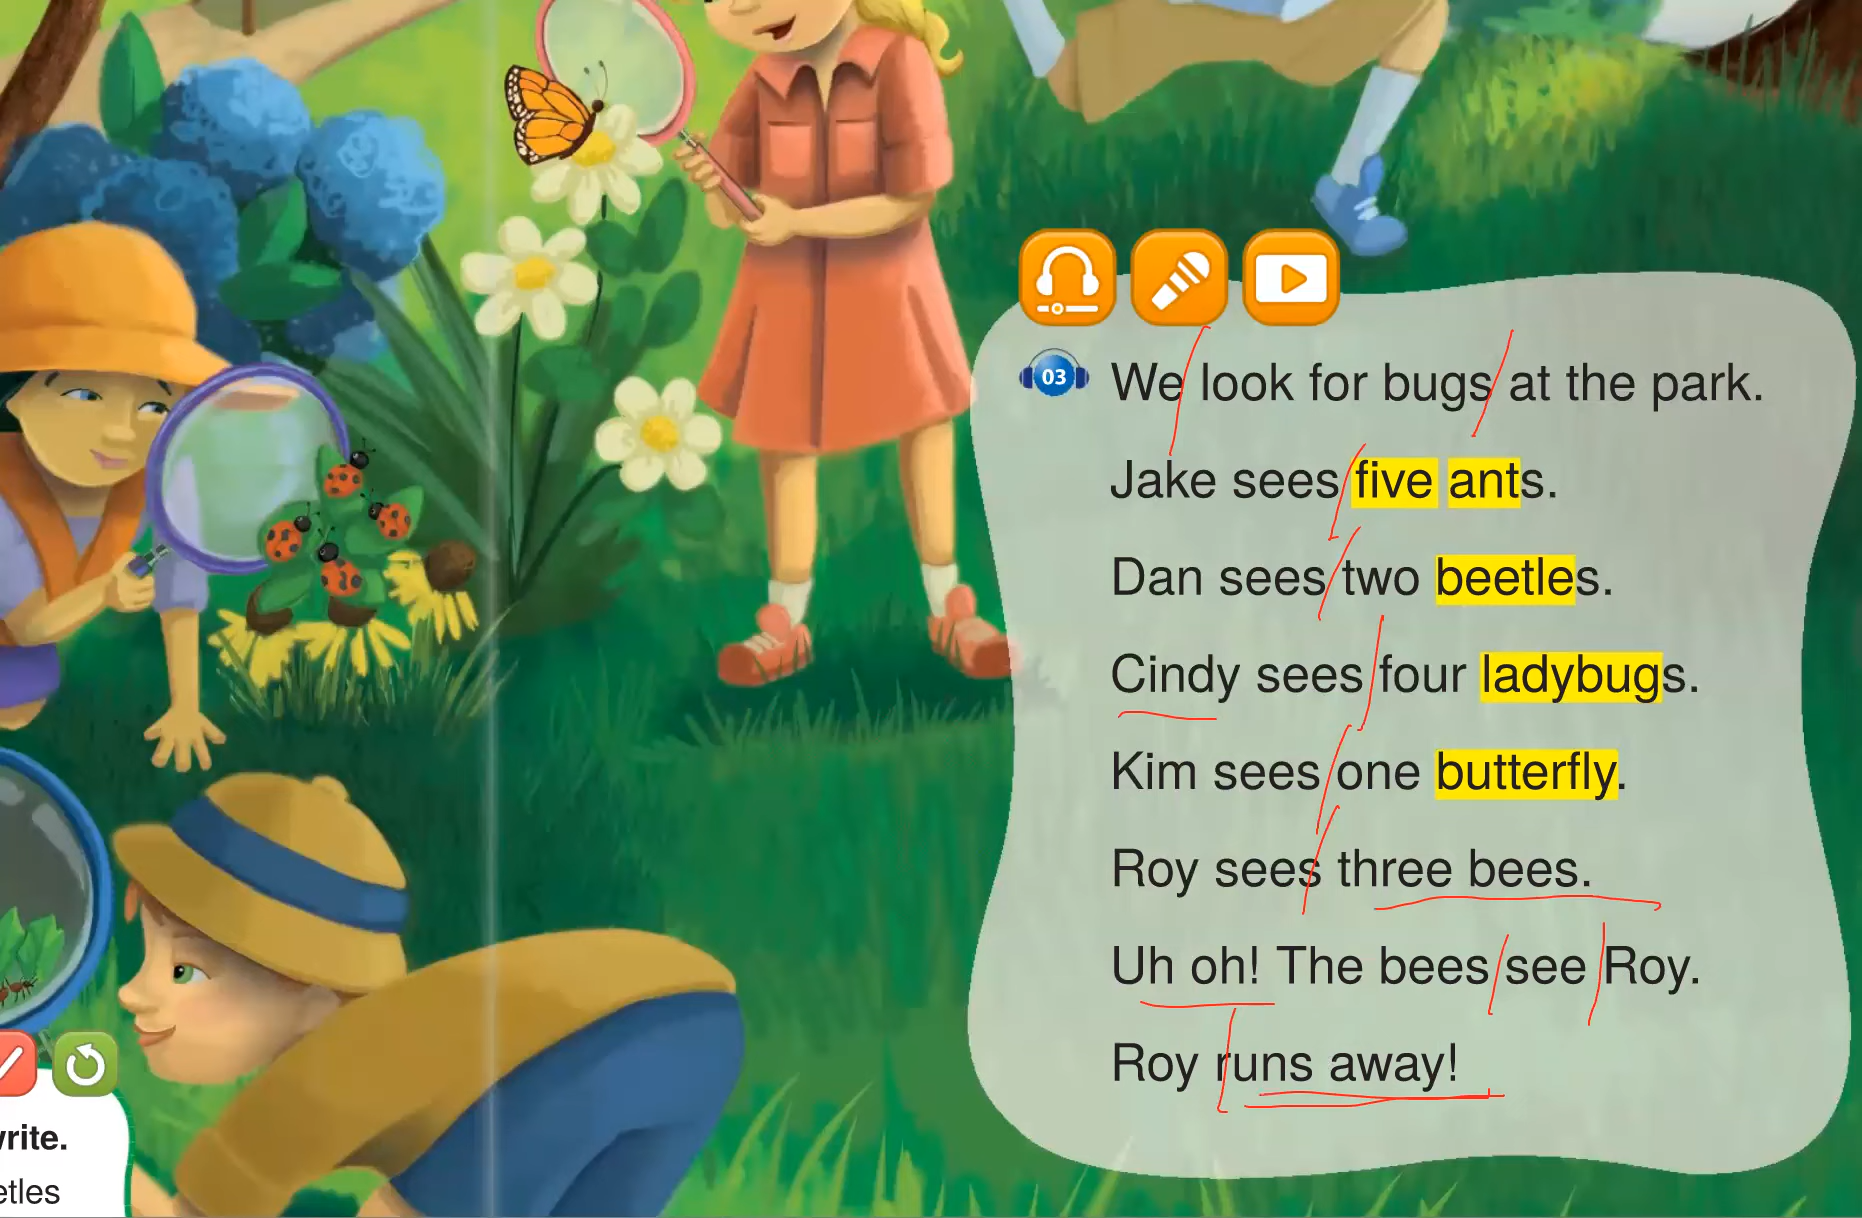 03
We look for bugs at the park.
Jake sees five ants.
Dan sees two beetles.
Cindy sees four ladybugs.
Kim sees one butterfly.
Roy sees three bees.
Uh oh! The bees see Roy.
Roy runs away!
write.
etles